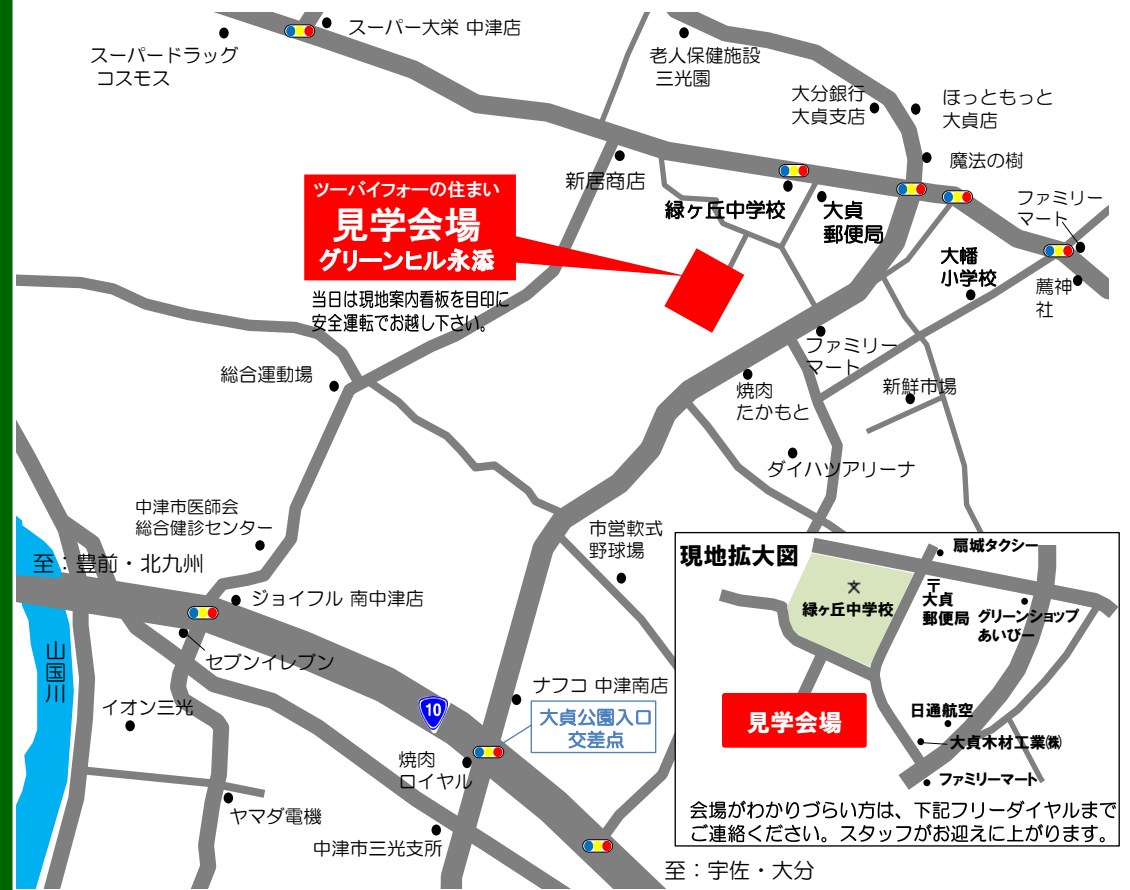 スーパー大栄 中津店
スーパードラッグ
コスモス
老人保健施設
三光園
大分銀行
大貞支店
ほっともっと
大貞店
魔法の樹
新居商店
ツーバイフォーの住まい
見学会場
グリーンヒル永添
緑ヶ丘中学校
大貞
郵便局
ファミリー
マート
大幡
小学校
薦神
社
当日は現地案内看板を目印に
安全運転でお越し下さい。
ファミリー
マート
総合運動場
焼肉
たかもと
新鮮市場
ダイハツアリーナ
中津市医師会
総合健診センター
市営軟式
野球場
至：豊前・北九州
ジョイフル 南中津店
セブンイレブン
山国川
イオン三光
10
ナフコ 中津南店
大貞公園入口
交差点
焼肉
ロイヤル
ヤマダ電機
中津市三光支所
至：宇佐・大分
現地拡大図
扇城タクシー
文
緑ヶ丘中学校
〒
大貞
郵便局
グリーンショップ
あいびー
見学会場
日通航空
大貞木材工業㈱
ファミリーマート
会場がわかりづらい方は、下記フリーダイヤルまで
ご連絡ください。スタッフがお迎えに上がります。